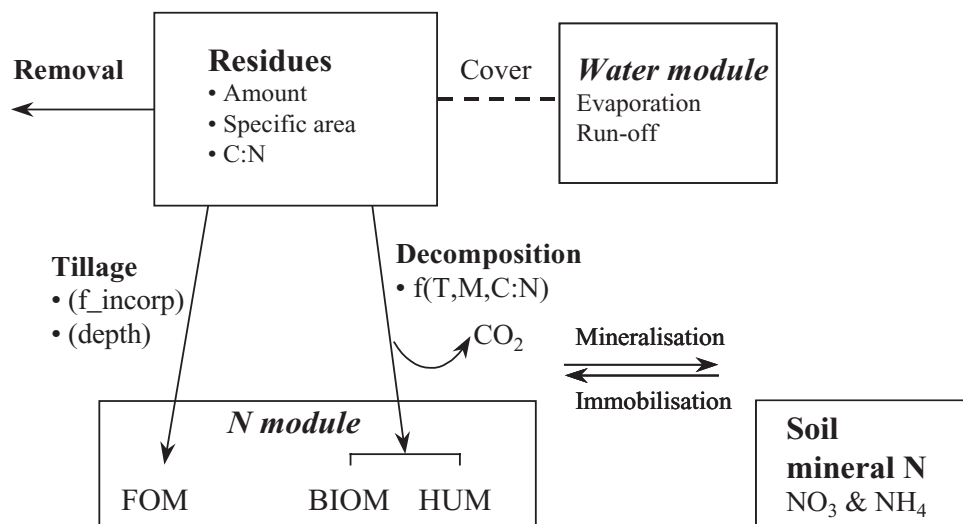 Removal
Residues
• Amount
• Specific area
• C:N
Cover
Water module
Evaporation
Run-off
Tillage
• (f_incorp)
• (depth)
Decomposition
• f(T,M,C:N)
CO₂
Mineralisation
Immobilisation
N module
FOM
BIOM
HUM
Soil
mineral N
NO₃ & NH₄